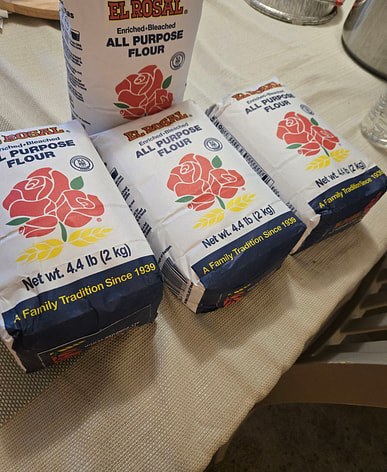 EL ROSAL
Enriched•Bleached
ALL PURPOSE
FLOUR
EL ROSAL
ALL PURPOSE
FLOUR
Net wt. 4.4 lb (2 kg)
A Family Tradition Since 1939
EL ROSAL
Enriched•Bleached
ALL PURPOSE
FLOUR
Net wt. 4.4 lb (2 kg)
A Family Tradition Since 1939
EL ROSAL
Enriched•Bleached
ALL PURPOSE
FLOUR
Net wt. 4.4 lb (2 kg)
A Family Tradition Since 1939